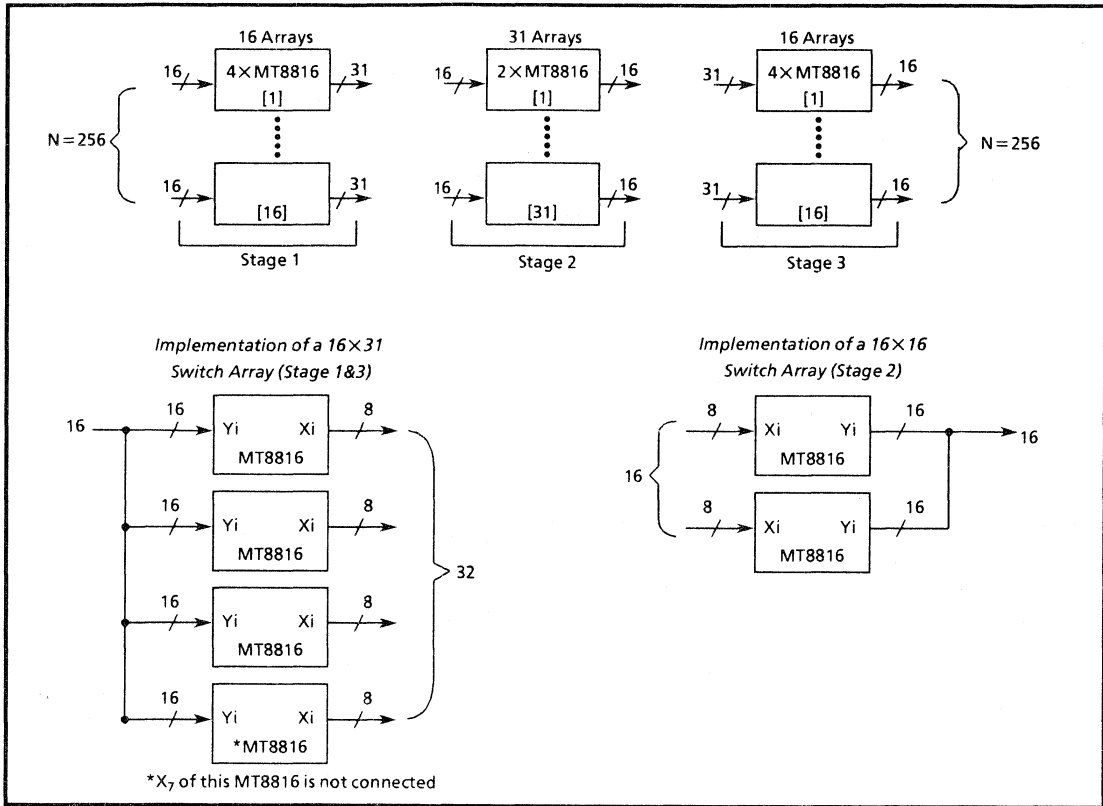 16 Arrays
31 Arrays
16 Arrays
16
4×MT8816
[1]
31
16
2×MT8816
[1]
16
31
4×MT8816
[1]
16
N=256
N=256
16
[16]
31
16
[31]
16
31
[16]
16
Stage 1
Stage 2
Stage 3
Implementation of a 16×31
Switch Array (Stage 1&3)
16
16
Yi Xi
MT8816
8
16
Yi Xi
MT8816
8
32
16
Yi Xi
MT8816
8
16
Yi Xi
*MT8816
8
*X₇ of this MT8816 is not connected
Implementation of a 16×16
Switch Array (Stage 2)
8
Xi Yi
MT8816
16
16
16
8
Xi Yi
MT8816
16